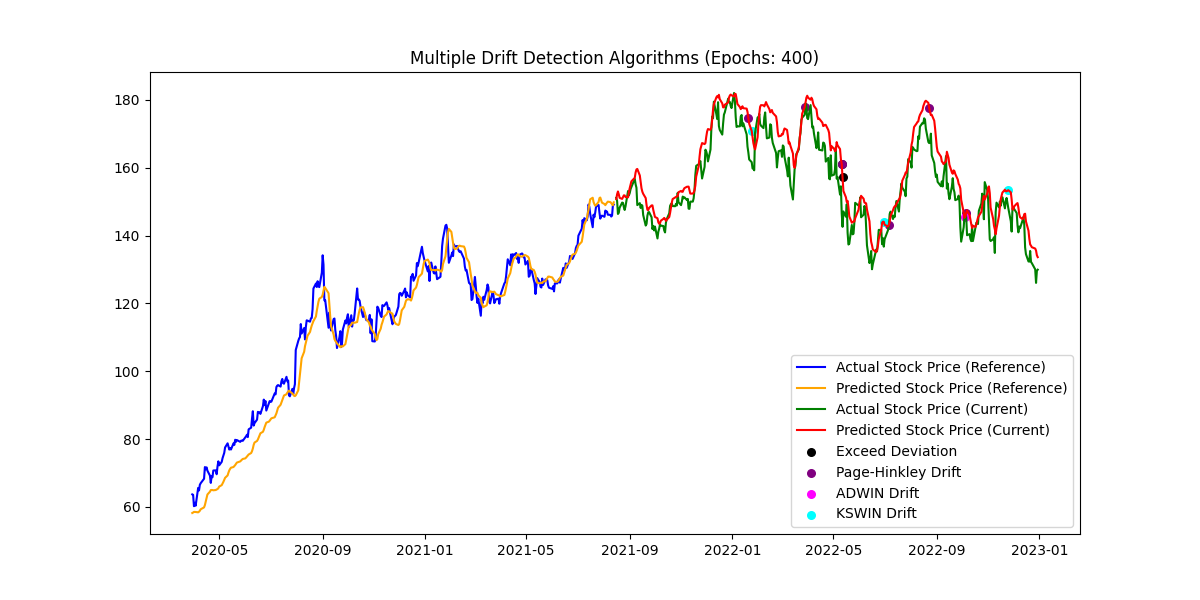 Multiple Drift Detection Algorithms (Epochs: 400)
180
160
140
120
100
80
60
Actual Stock Price (Reference)
Predicted Stock Price (Reference)
Actual Stock Price (Current)
Predicted Stock Price (Current)
Exceed Deviation
Page-Hinkley Drift
ADWIN Drift
KSWIN Drift
2020-05 2020-09 2021-01 2021-05 2021-09 2022-01 2022-05 2022-09 2023-01